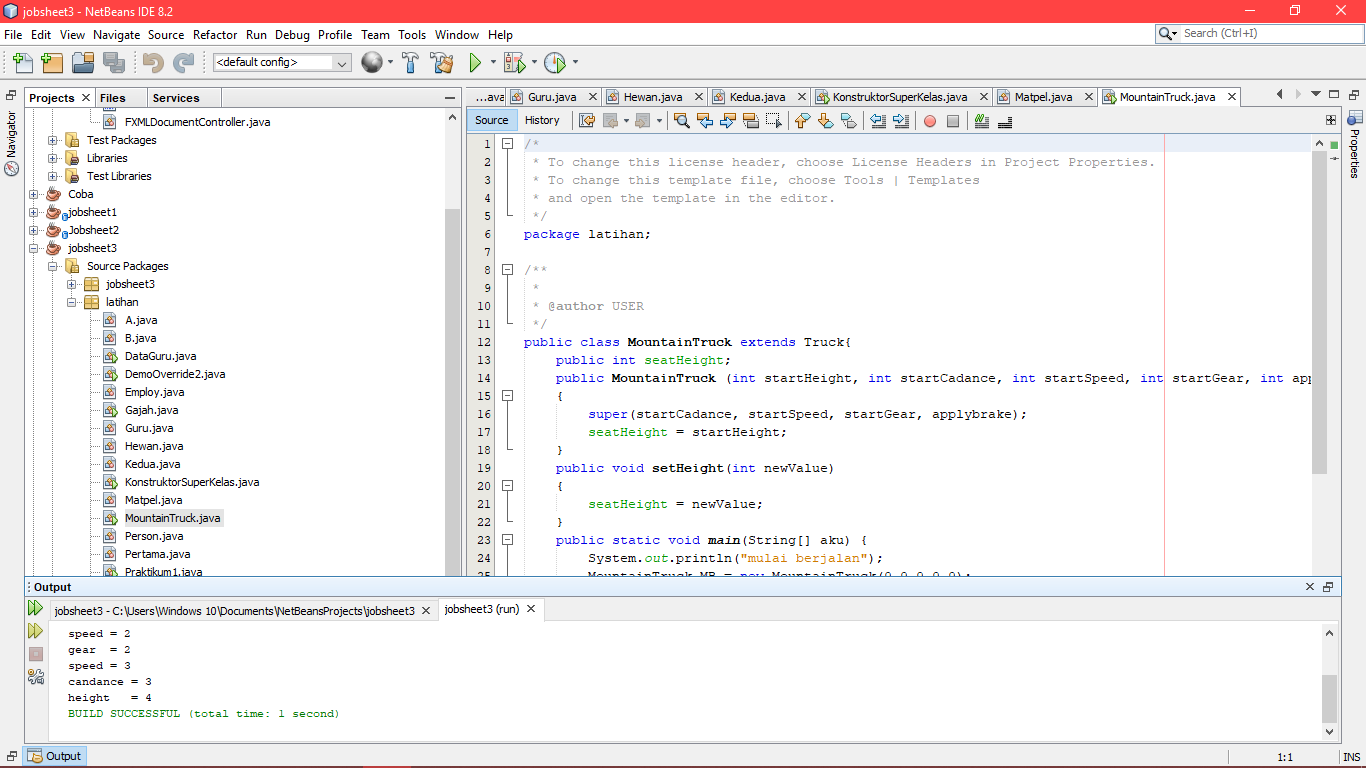 jobsheet3 - NetBeans IDE 8.2
File Edit View Navigate Source Refactor Run Debug Profile Team Tools Window Help
Search (Ctrl+I)
<default config>
Projects Files Services
Navigator
FXMLDocumentController.java
Test Packages
Libraries
Test Libraries
Coba
jobsheet1
Jobsheet2
jobsheet3
Source Packages
jobsheet3
latihan
A.java
B.java
DataGuru.java
DemoOverride2.java
Employ.java
Gajah.java
Guru.java
Hewan.java
Kedua.java
KonstruktorSuperKelas.java
Matpel.java
MountainTruck.java
Person.java
Pertama.java
Praktikum1.java
...ava Guru.java Hewan.java Kedua.java KonstruktorSuperKelas.java Matpel.java MountainTruck.java
Source History
Properties
1 /*
2 * To change this license header, choose License Headers in Project Properties.
3 * To change this template file, choose Tools | Templates
4 * and open the template in the editor.
5 */
6 package latihan;
7
8 /**
9 *
10 * @author USER
11 */
12 public class MountainTruck extends Truck{
13 public int seatHeight;
14 public MountainTruck (int startHeight, int startCadance, int startSpeed, int startGear, int app
15 {
16 super(startCadance, startSpeed, startGear, applybrake);
17 seatHeight = startHeight;
18 }
19 public void setHeight(int newValue)
20 {
21 seatHeight = newValue;
22 }
23 public static void main(String[] aku) {
24 System.out.println("mulai berjalan");
25 MountainTruck MB = new MountainTruck(0,0,0,0,0);
Output
jobsheet3 - C:\Users\Windows 10\Documents\NetBeansProjects\jobsheet3 jobsheet3 (run)
speed = 2
gear = 2
speed = 3
candance = 3
height = 4
BUILD SUCCESSFUL (total time: 1 second)
Output
1:1 INS